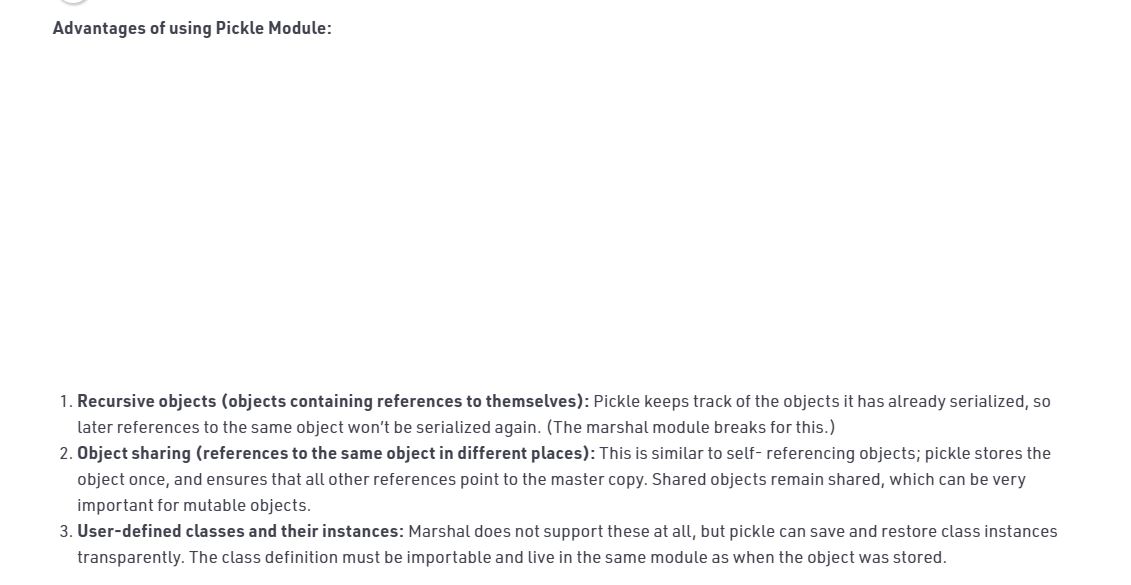 Advantages of using Pickle Module:
1. Recursive objects (objects containing references to themselves): Pickle keeps track of the objects it has already serialized, so
later references to the same object won’t be serialized again. (The marshal module breaks for this.)
2. Object sharing (references to the same object in different places): This is similar to self- referencing objects; pickle stores the
object once, and ensures that all other references point to the master copy. Shared objects remain shared, which can be very
important for mutable objects.
3. User-defined classes and their instances: Marshal does not support these at all, but pickle can save and restore class instances
transparently. The class definition must be importable and live in the same module as when the object was stored.